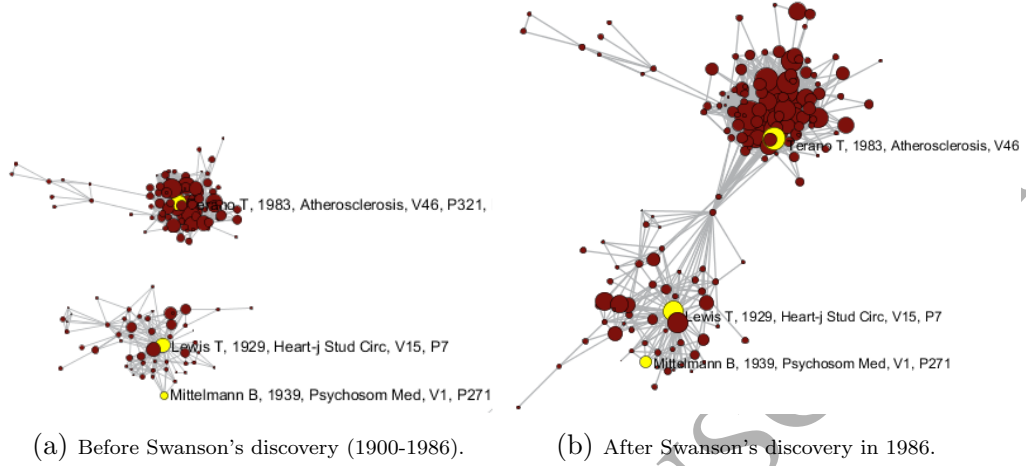 Terano T, 1983, Atherosclerosis, V46, P321,
Lewis T, 1929, Heart-j Stud Circ, V15, P7
Mittelmann B, 1939, Psychosom Med, V1, P271
(a) Before Swanson's discovery (1900-1986).
Terano T, 1983, Atherosclerosis, V46
Lewis T, 1929, Heart-j Stud Circ, V15, P7
Mittelmann B, 1939, Psychosom Med, V1, P271
(b) After Swanson's discovery in 1986.